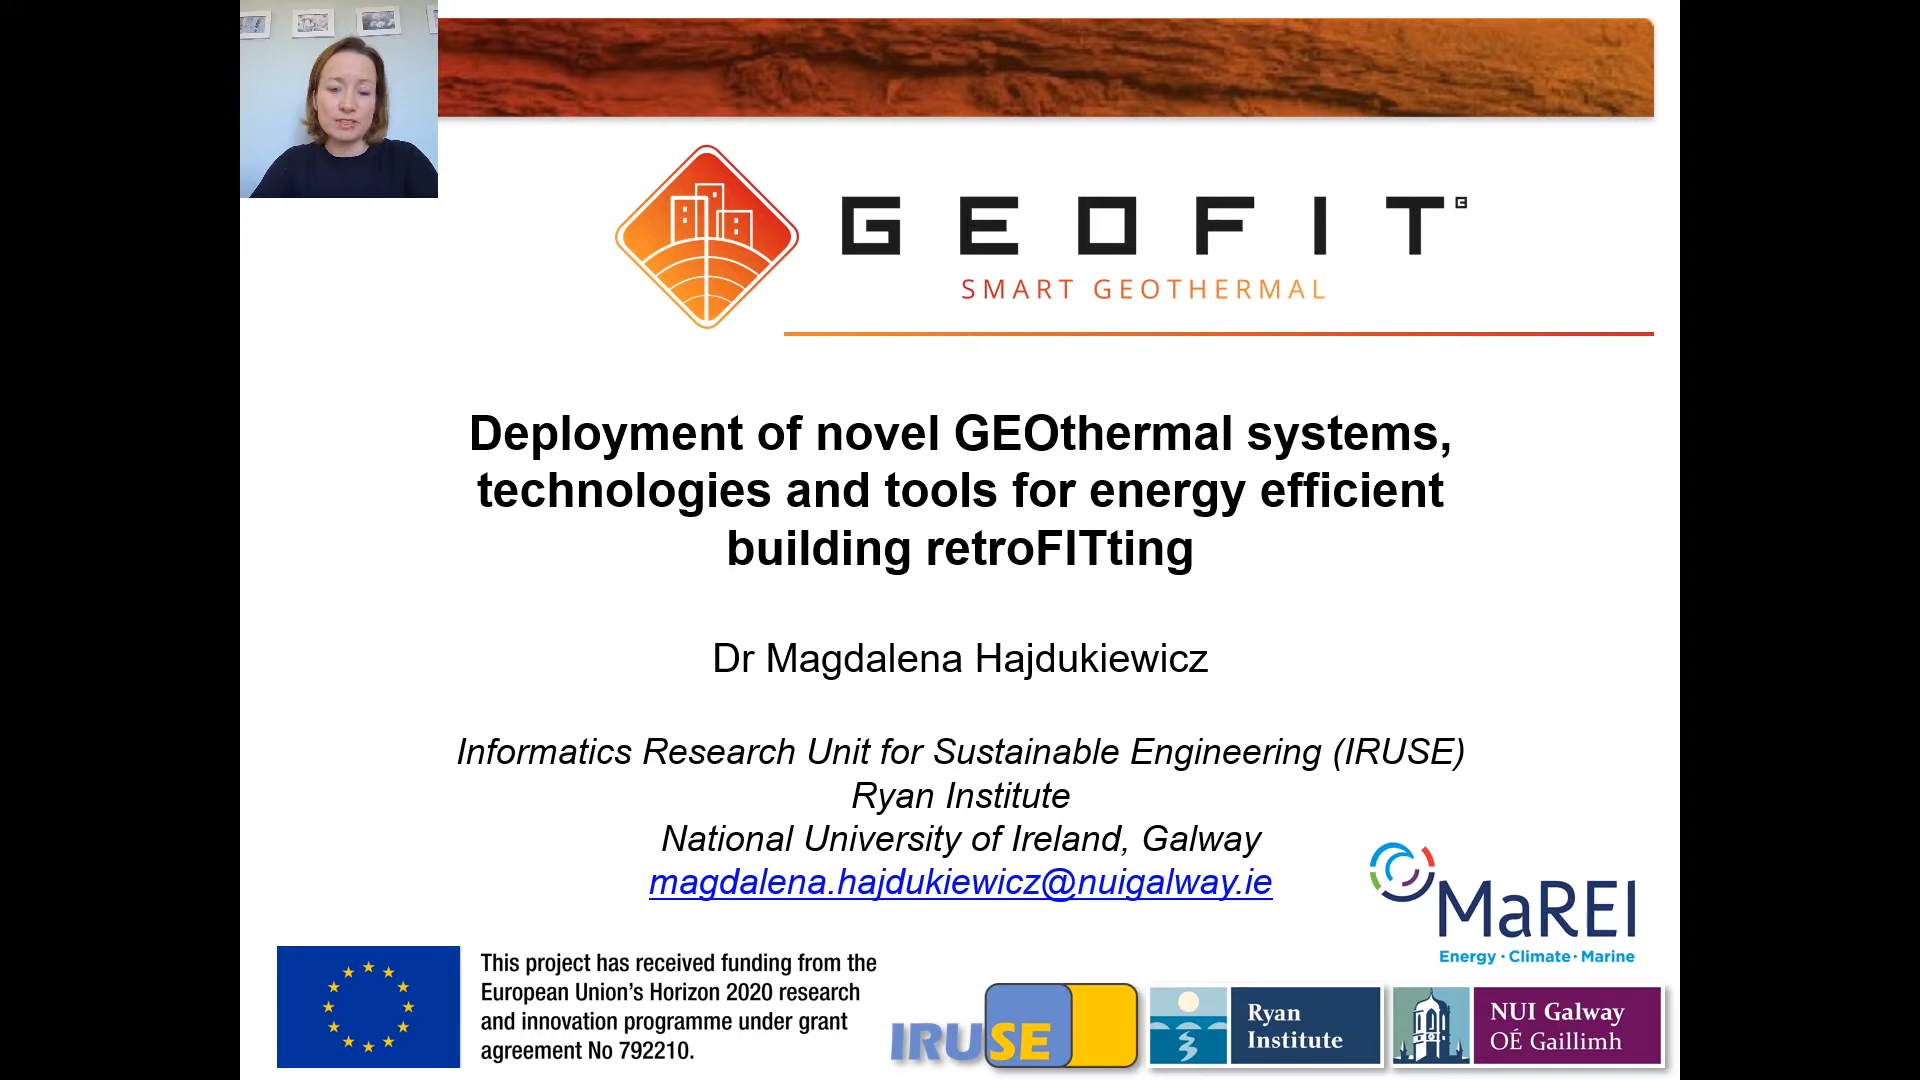 GEOFIT
SMART GEOTHERMAL
Deployment of novel GEOthermal systems,
technologies and tools for energy efficient
building retroFITting
Dr Magdalena Hajdukiewicz
Informatics Research Unit for Sustainable Engineering (IRUSE)
Ryan Institute
National University of Ireland, Galway
magdalena.hajdukiewicz@nuigalway.ie
MaREI
Energy · Climate · Marine
This project has received funding from the
European Union's Horizon 2020 research
and innovation programme under grant
agreement No 792210.
IRUSE
Ryan
Institute
NUI Galway
OÉ Gaillimh